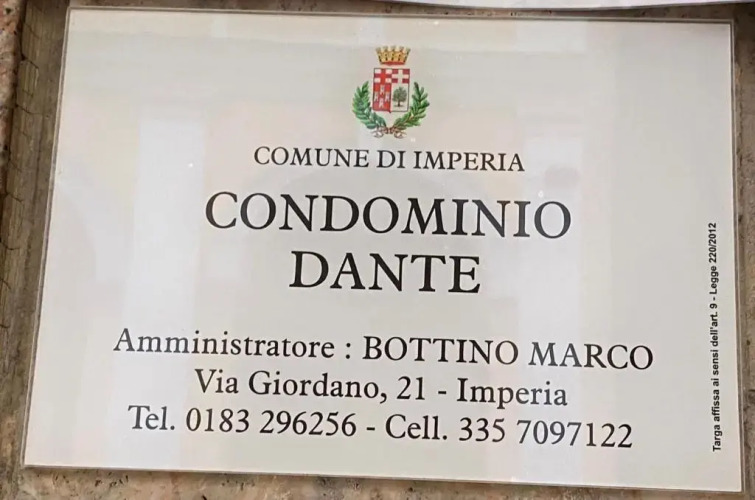 COMUNE DI IMPERIA
CONDOMINIO
DANTE
Amministratore : BOTTINO MARCO
Via Giordano, 21 - Imperia
Tel. 0183 296256 - Cell. 335 7097122
Targa affissa ai sensi dell'art. 9 - Legge 220/2012